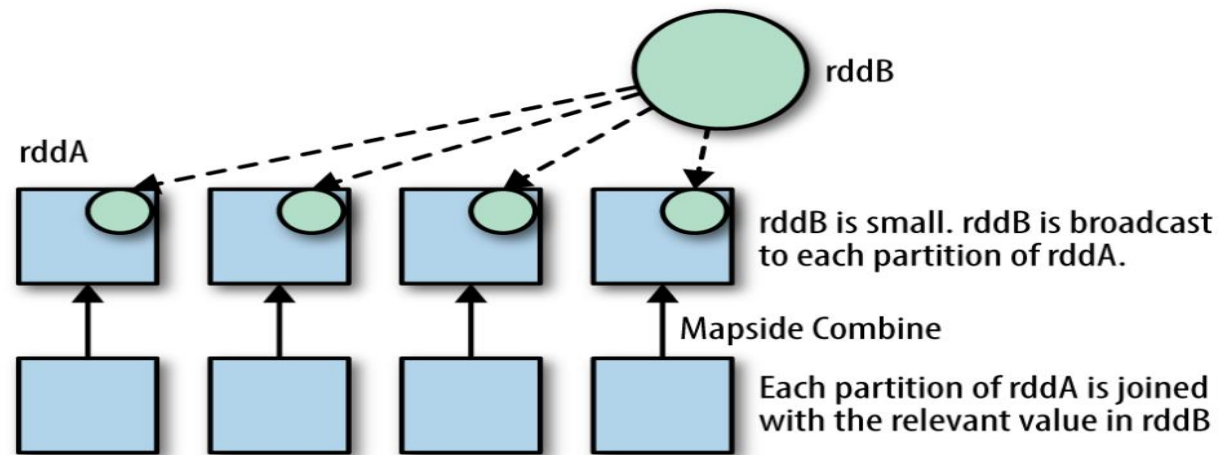 rddB
rddA
rddB is small. rddB is broadcast
to each partition of rddA.
Mapside Combine
Each partition of rddA is joined
with the relevant value in rddB